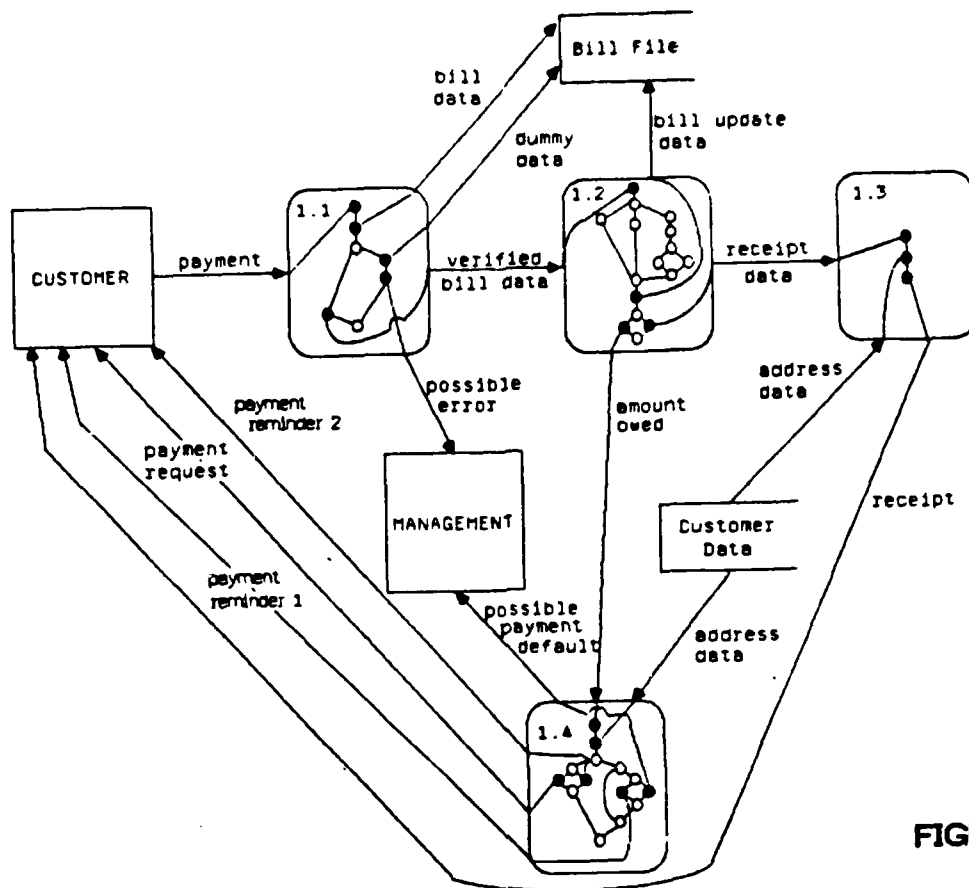 Bill File
bill
data
dummy
data
bill update
data
1.1
1.2
1.3
CUSTOMER
payment
verified
bill data
receipt
data
possible
error
amount
owed
address
data
payment
reminder 2
payment
request
MANAGEMENT
Customer
Data
receipt
payment
reminder 1
possible
payment
default
address
data
1.4
FIG